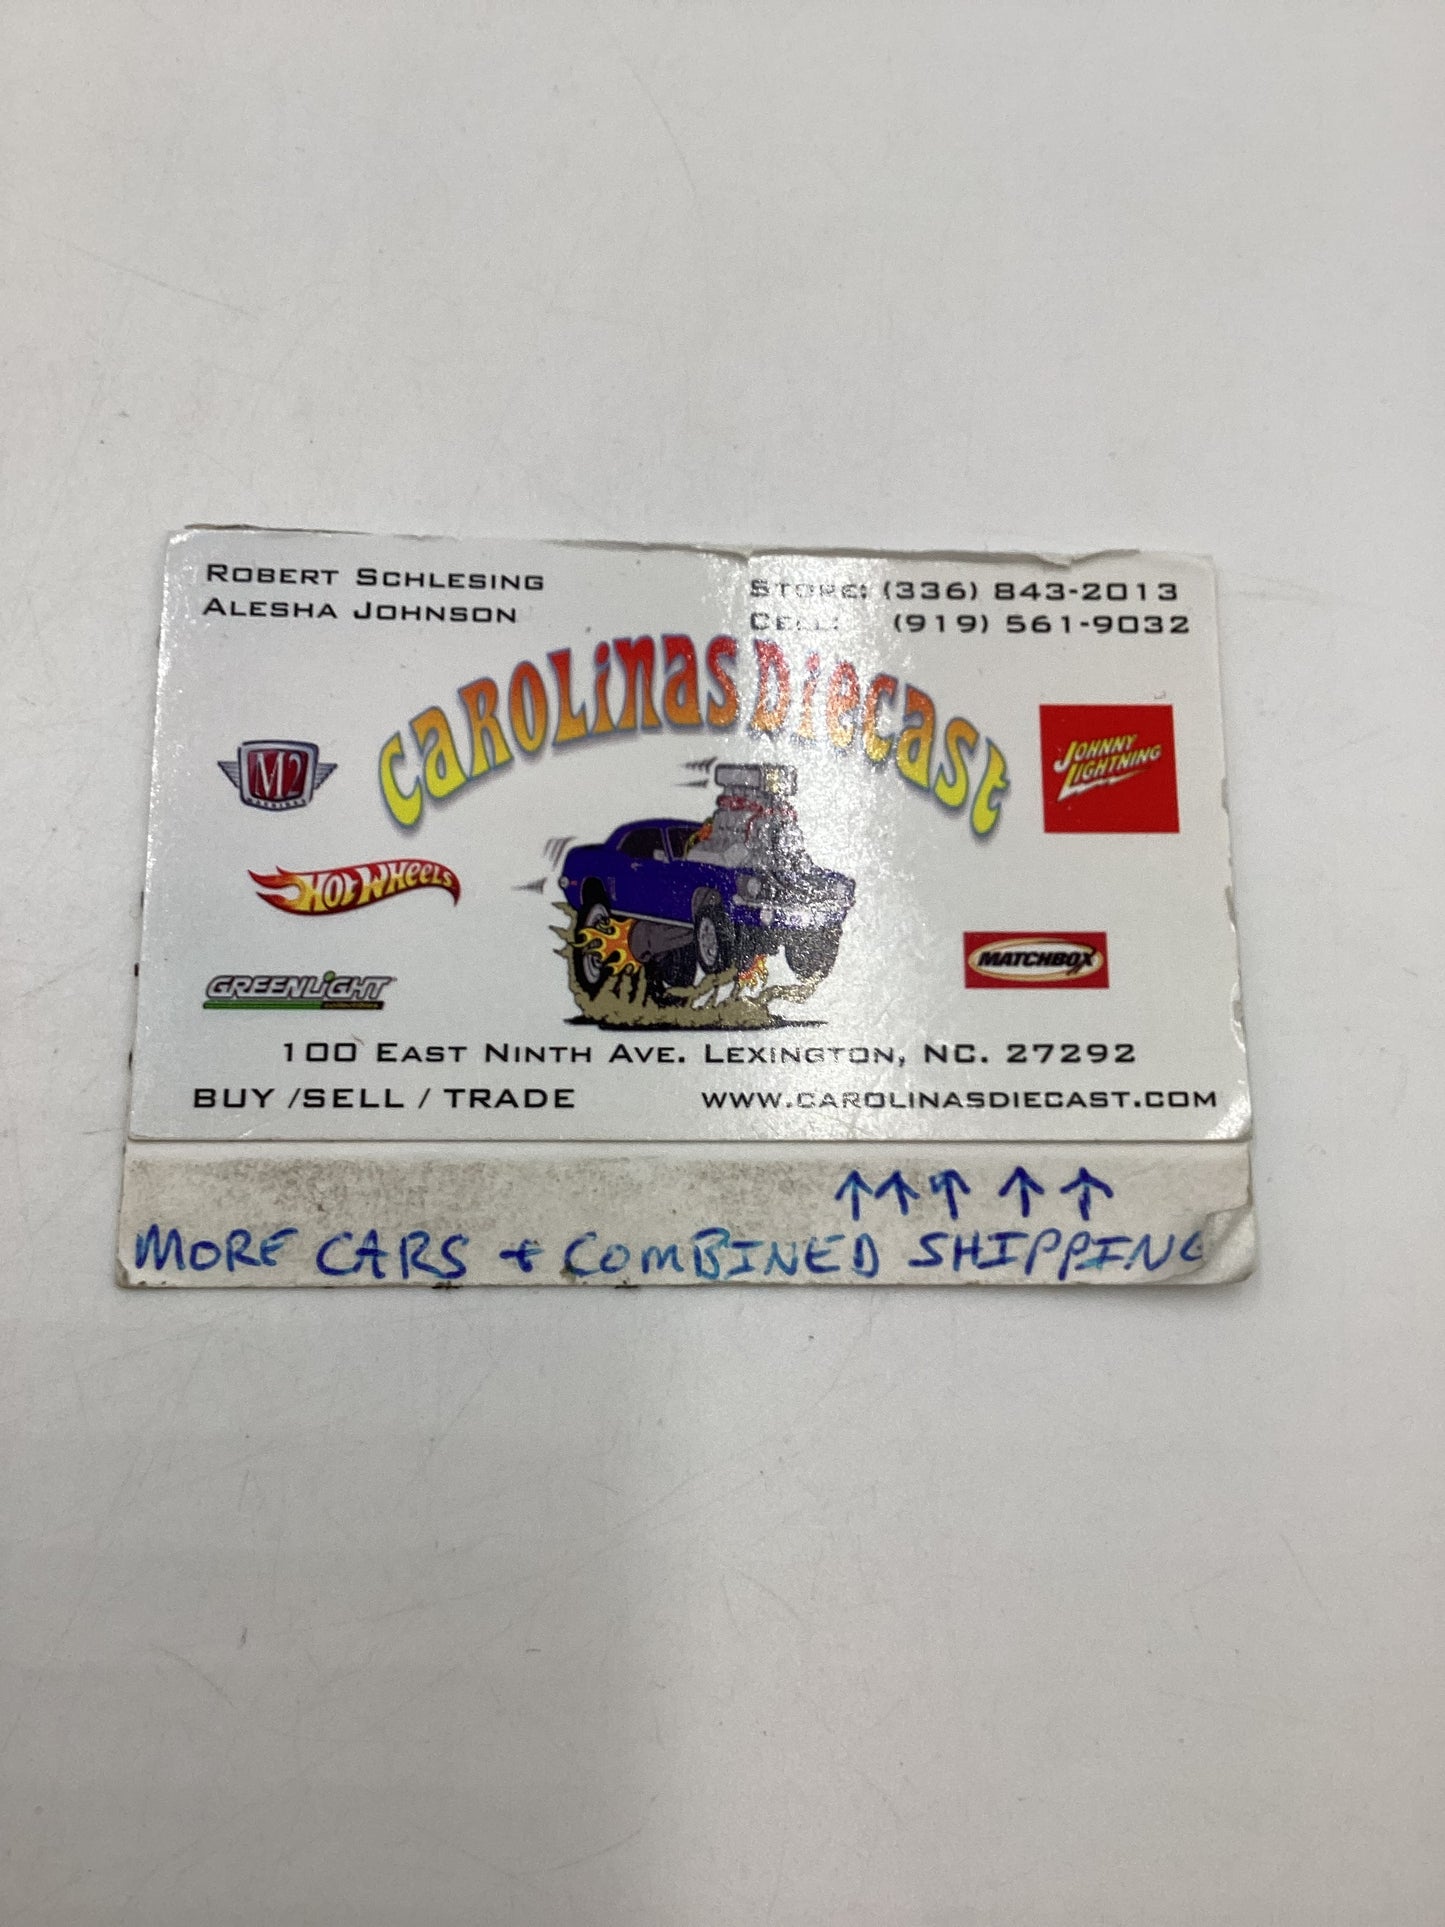 ROBERT SCHLESING
ALESHA JOHNSON
STORE: (336) 843-2013
CELL: (919) 561-9032
CAROLINAS DIECAST
M2
MACHINES
JOHNNY
LIGHTNING
HOT WHEELS
MATCHBOX
GREENLIGHT
COLLECTIBLES
100 EAST NINTH AVE. LEXINGTON, NC. 27292
BUY /SELL / TRADE
WWW.CAROLINASDIECAST.COM
↑↑↑ ↑ ↑
MORE CARS + COMBINED SHIPPING